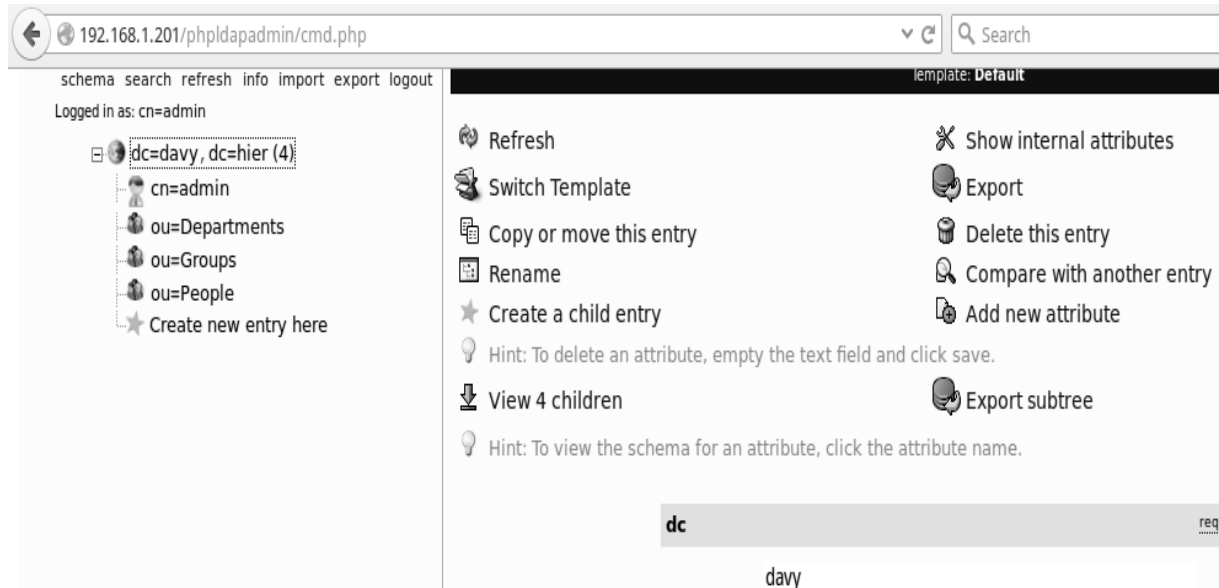 192.168.1.201/phpldapadmin/cmd.php
Search
schema search refresh info import export logout
Logged in as: cn=admin
dc=davy, dc=hier (4)
cn=admin
ou=Departments
ou=Groups
ou=People
Create new entry here
Template: Default
Refresh
Show internal attributes
Switch Template
Export
Copy or move this entry
Delete this entry
Rename
Compare with another entry
Create a child entry
Add new attribute
Hint: To delete an attribute, empty the text field and click save.
View 4 children
Export subtree
Hint: To view the schema for an attribute, click the attribute name.
dc
req
davy